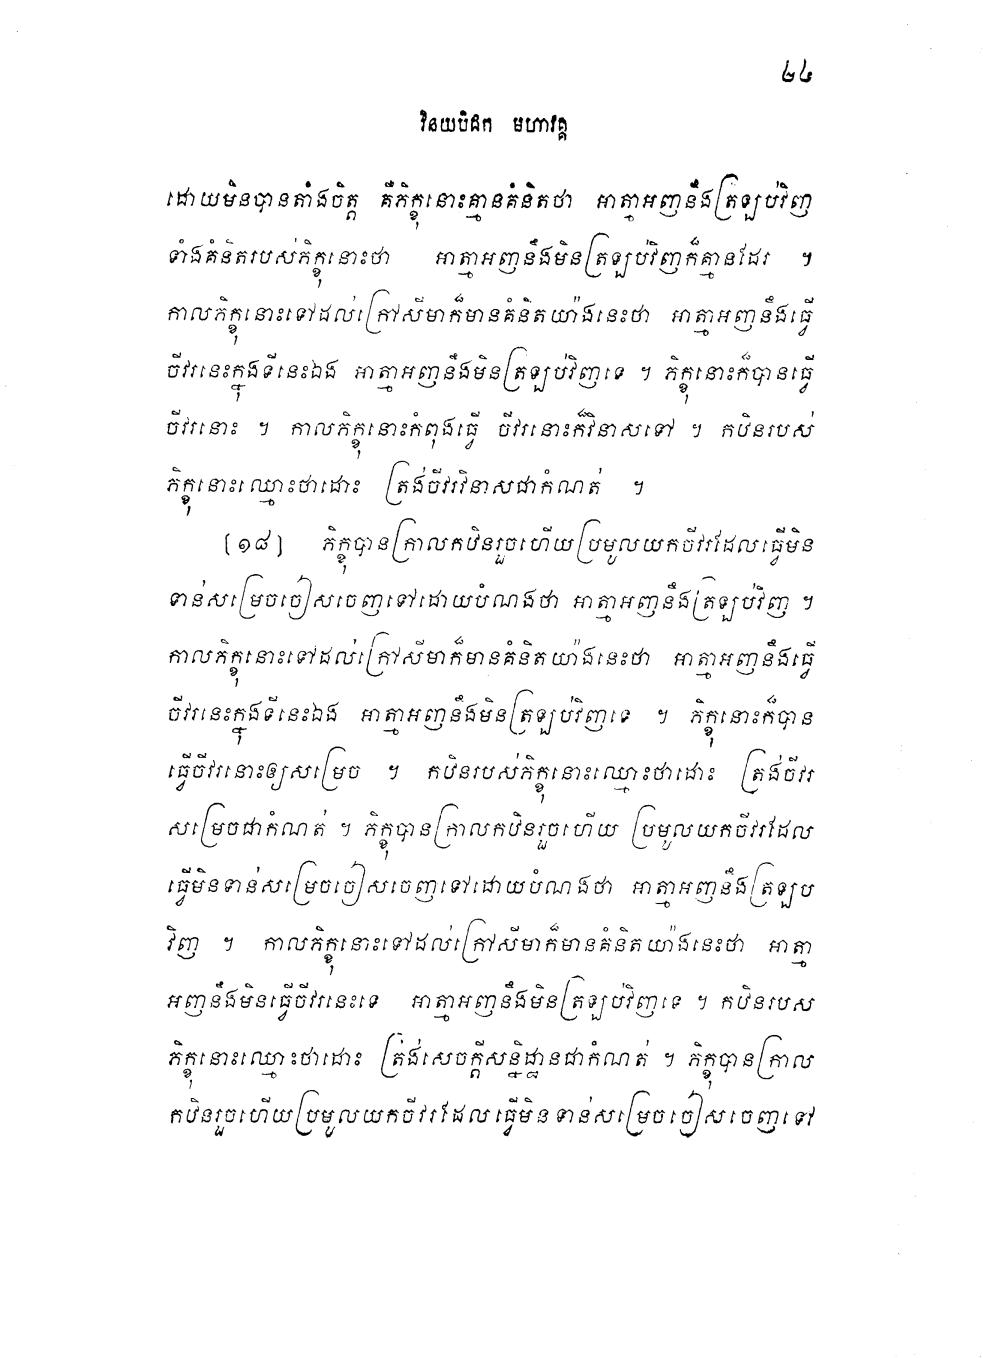 ២៤
វិនយបិដក មហាវគ្គ
ដោយមិនបានតាំងចិត្ត គឺភិក្ខុនោះគ្មានគំនិតថា អាត្មាអញនឹងត្រឡប់វិញ
ទាំងគំនិតរបស់ភិក្ខុនោះថា អាត្មាអញនឹងមិនត្រឡប់វិញក៏គ្មានដែរ ។
កាលភិក្ខុនោះទៅដល់ក្រៅសីមាក៏មានគំនិតយ៉ាងនេះថា អាត្មាអញនឹងធ្វើ
ចីវរនេះក្នុងទីនេះឯង អាត្មាអញនឹងមិនត្រឡប់វិញទេ ។ ភិក្ខុនោះក៏បានធ្វើ
ចីវរនោះ ។ កាលភិក្ខុនោះកំពុងធ្វើ ចីវរនោះក៏វិនាសទៅ ។ កឋិនរបស់
ភិក្ខុនោះឈ្មោះថាដោះ ត្រង់ចីវរវិនាសជាកំណត់ ។
[១៨] ភិក្ខុបានក្រាលកឋិនរួចហើយប្រមូលយកចីវរដែលធ្វើមិន
ទាន់សម្រេចចៀសចេញទៅដោយបំណងថា អាត្មាអញនឹងត្រឡប់វិញ ។
កាលភិក្ខុនោះទៅដល់ក្រៅសីមាក៏មានគំនិតយ៉ាងនេះថា អាត្មាអញនឹងធ្វើ
ចីវរនេះក្នុងទីនេះឯង អាត្មាអញនឹងមិនត្រឡប់វិញទេ ។ ភិក្ខុនោះក៏បាន
ធ្វើចីវរនោះឲ្យសម្រេច ។ កឋិនរបស់ភិក្ខុនោះឈ្មោះថាដោះ ត្រង់ចីវរ
សម្រេចជាកំណត់ ។ ភិក្ខុបានក្រាលកឋិនរួចហើយ ប្រមូលយកចីវរដែល
ធ្វើមិនទាន់សម្រេចចៀសចេញទៅដោយបំណងថា អាត្មាអញនឹងត្រឡប
វិញ ។ កាលភិក្ខុនោះទៅដល់ក្រៅសីមាក៏មានគំនិតយ៉ាងនេះថា អាត្មា
អញនឹងមិនធ្វើចីវរនេះទេ អាត្មាអញនឹងមិនត្រឡប់វិញទេ ។ កឋិនរបស
ភិក្ខុនោះឈ្មោះថាដោះ ត្រង់សេចក្តីសន្និដ្ឋានជាកំណត់ ។ ភិក្ខុបានក្រាល
កឋិនរួចហើយប្រមូលយកចីវរដែលធ្វើមិនទាន់សម្រេចចៀសចេញទៅ